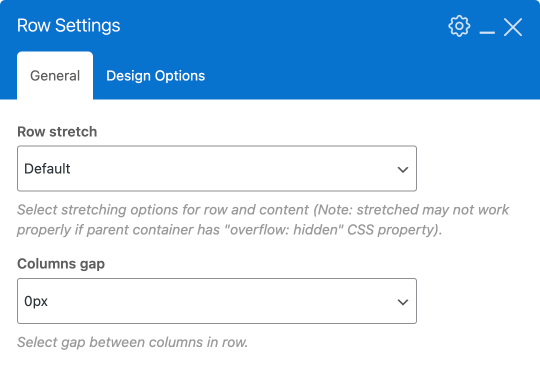 Row Settings
General
Design Options
Row stretch
Default
Select stretching options for row and content (Note: stretched may not work
properly if parent container has "overflow: hidden" CSS property).
Columns gap
0px
Select gap between columns in row.